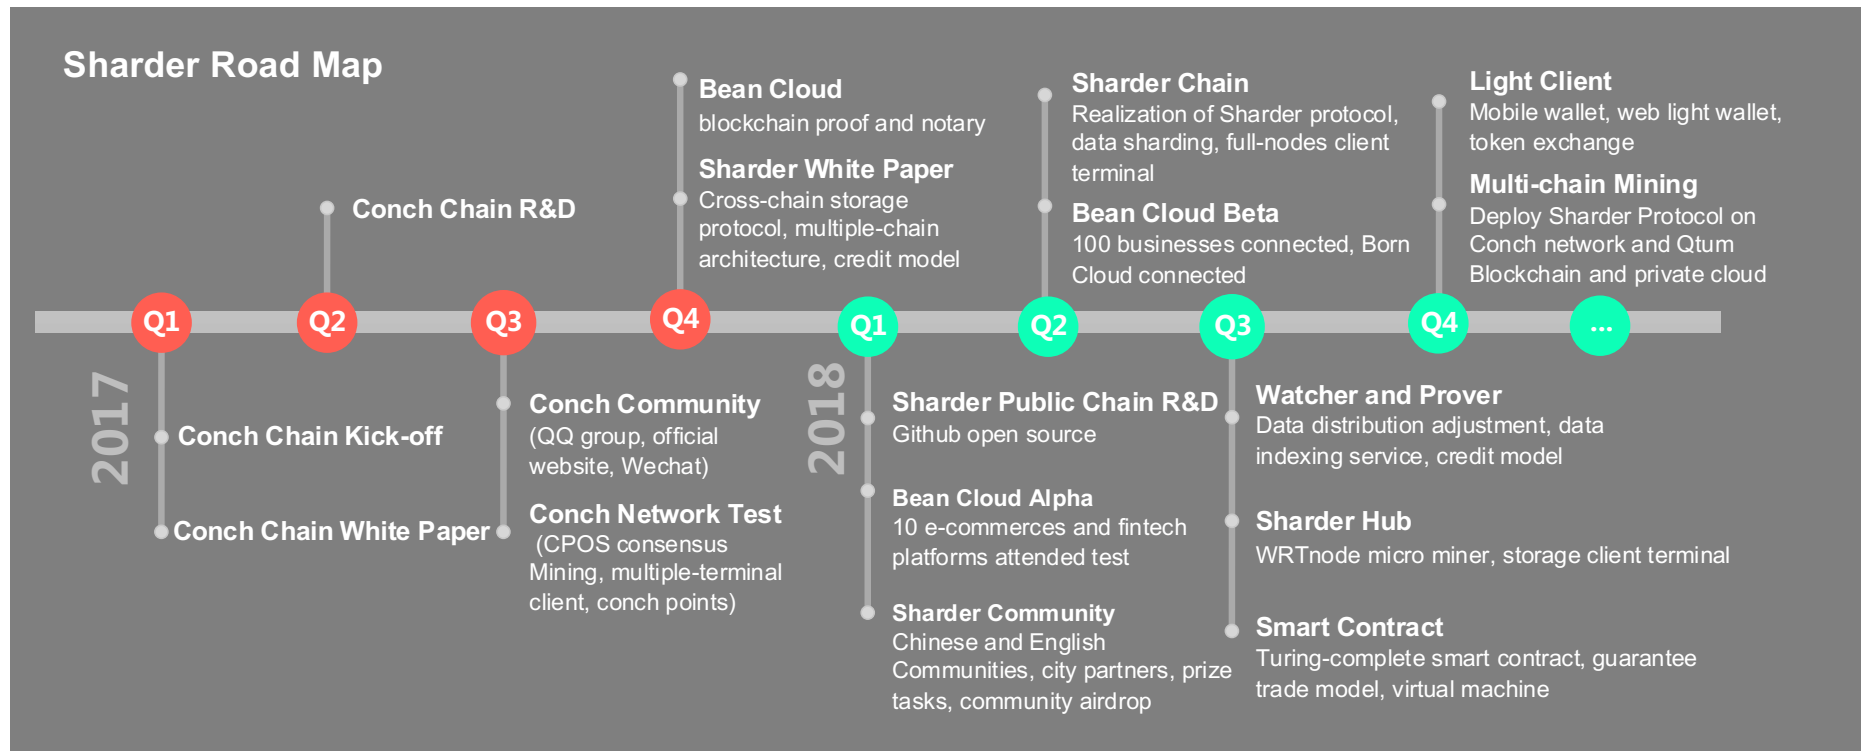 Sharder Road Map
Bean Cloud
blockchain proof and notary
Sharder White Paper
Cross-chain storage
protocol, multiple-chain
architecture, credit model
Sharder Chain
Realization of Sharder protocol,
data sharding, full-nodes client
terminal
Bean Cloud Beta
100 businesses connected, Born
Cloud connected
Light Client
Mobile wallet, web light wallet,
token exchange
Multi-chain Mining
Deploy Sharder Protocol on
Conch network and Qtum
Blockchain and private cloud
Conch Chain R&D
Q1
Q2
Q3
Q4
Q1
Q2
Q3
Q4
...
2017
Conch Chain Kick-off
Conch Chain White Paper
Conch Community
(QQ group, official
website, Wechat)
Conch Network Test
(CPOS consensus
Mining, multiple-terminal
client, conch points)
2018
Sharder Public Chain R&D
Github open source
Bean Cloud Alpha
10 e-commerces and fintech
platforms attended test
Sharder Community
Chinese and English
Communities, city partners, prize
tasks, community airdrop
Watcher and Prover
Data distribution adjustment, data
indexing service, credit model
Sharder Hub
WRTnode micro miner, storage client terminal
Smart Contract
Turing-complete smart contract, guarantee
trade model, virtual machine